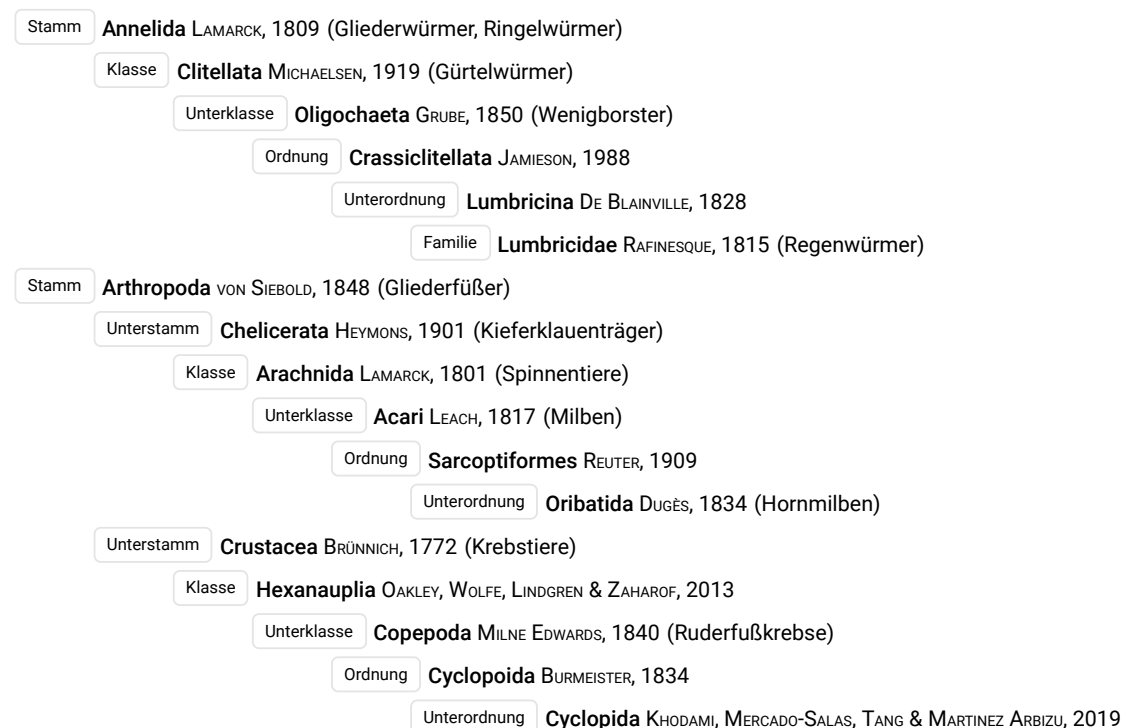 Stamm Annelida Lamarck, 1809 (Gliederwürmer, Ringelwürmer)
Klasse Clitellata Michaelsen, 1919 (Gürtelwürmer)
Unterklasse Oligochaeta Grube, 1850 (Wenigborster)
Ordnung Crassiclitellata Jamieson, 1988
Unterordnung Lumbricina De Blainville, 1828
Familie Lumbricidae Rafinesque, 1815 (Regenwürmer)
Stamm Arthropoda von Siebold, 1848 (Gliederfüßer)
Unterstamm Chelicerata Heymons, 1901 (Kieferklauenträger)
Klasse Arachnida Lamarck, 1801 (Spinnentiere)
Unterklasse Acari Leach, 1817 (Milben)
Ordnung Sarcoptiformes Reuter, 1909
Unterordnung Oribatida Dugès, 1834 (Hornmilben)
Unterstamm Crustacea Brünnich, 1772 (Krebstiere)
Klasse Hexanauplia Oakley, Wolfe, Lindgren & Zaharof, 2013
Unterklasse Copepoda Milne Edwards, 1840 (Ruderfußkrebse)
Ordnung Cyclopoida Burmeister, 1834
Unterordnung Cyclopida Khodami, Mercado-Salas, Tang & Martinez Arbizu, 2019